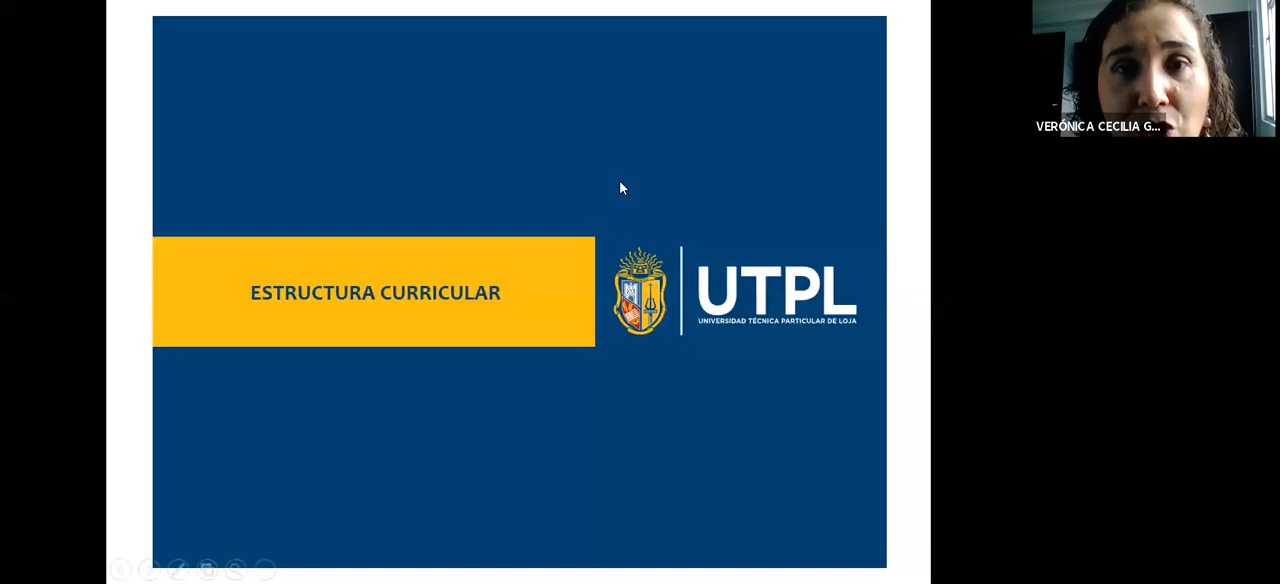 ESTRUCTURA CURRICULAR
UTPL
UNIVERSIDAD TÉCNICA PARTICULAR DE LOJA
VERÓNICA CECILIA G...